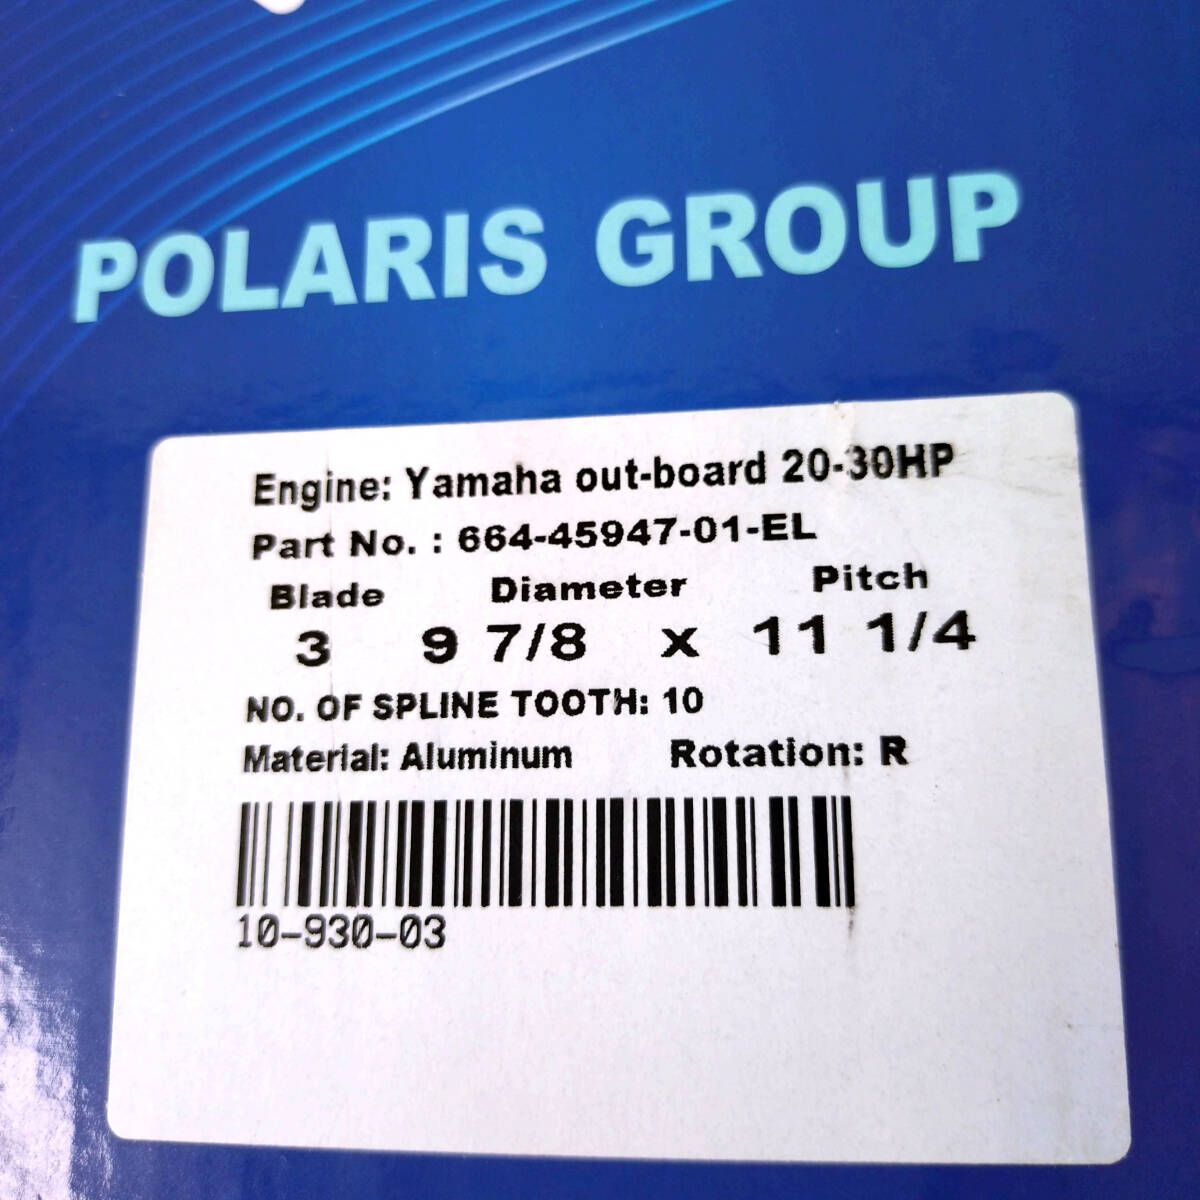 POLARIS GROUP
Engine: Yamaha out-board 20-30HP
Part No. : 664-45947-01-EL
Blade Diameter Pitch
3 9 7/8 x 11 1/4
NO. OF SPLINE TOOTH: 10
Material: Aluminum Rotation: R
10-930-03